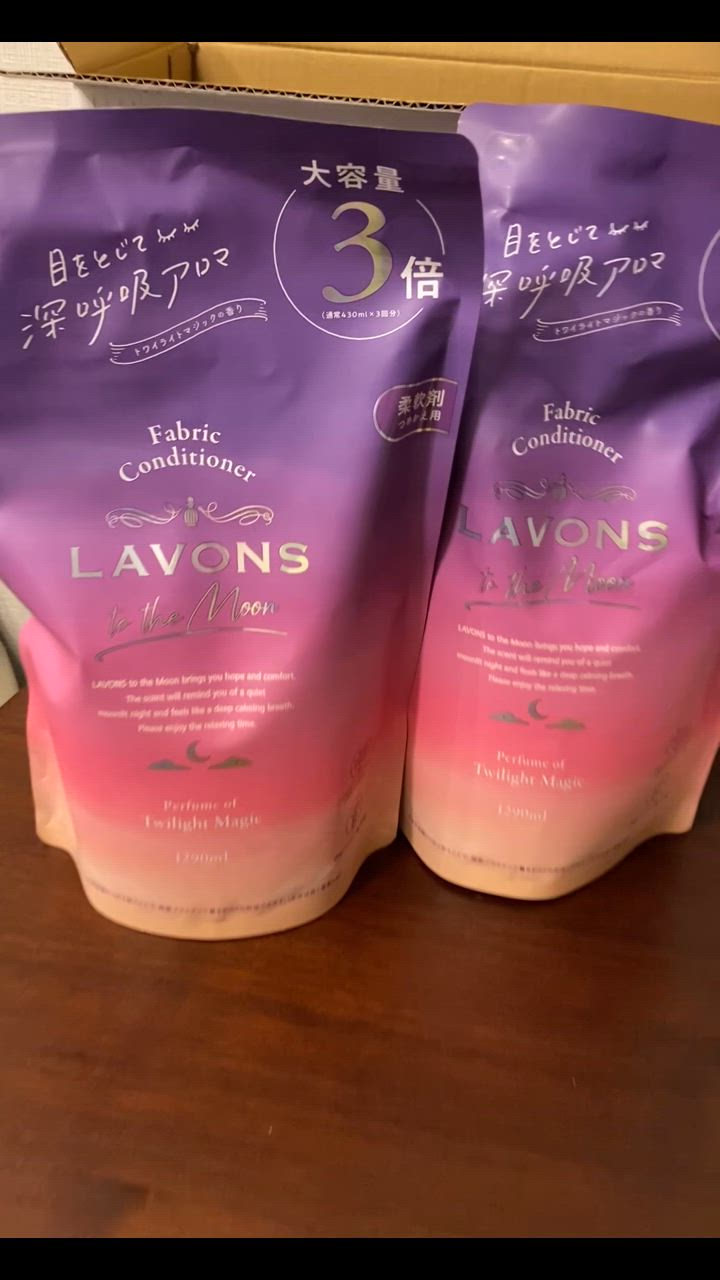 大容量
3倍
(通常430ml×3回分)
目をとじて
深呼吸アロマ
トワイライトマジックの香り
柔軟剤
つめかえ用
Fabric
Conditioner
LAVONS
to the Moon
LAVONS to the Moon brings you hope and comfort.
The scent will remind you of a quiet
moonlit night and feels like a deep calming breath.
Please enjoy the relaxing time.
Perfume of
Twilight Magic
1290ml
目をとじて
深呼吸アロマ
トワイライトマジックの香り
Fabric
Conditioner
LAVONS
to the Moon
LAVONS to the Moon brings you hope and comfort.
The scent will remind you of a quiet
moonlit night and feels like a deep calming breath.
Please enjoy the relaxing time.
Perfume of
Twilight Magic
1290ml